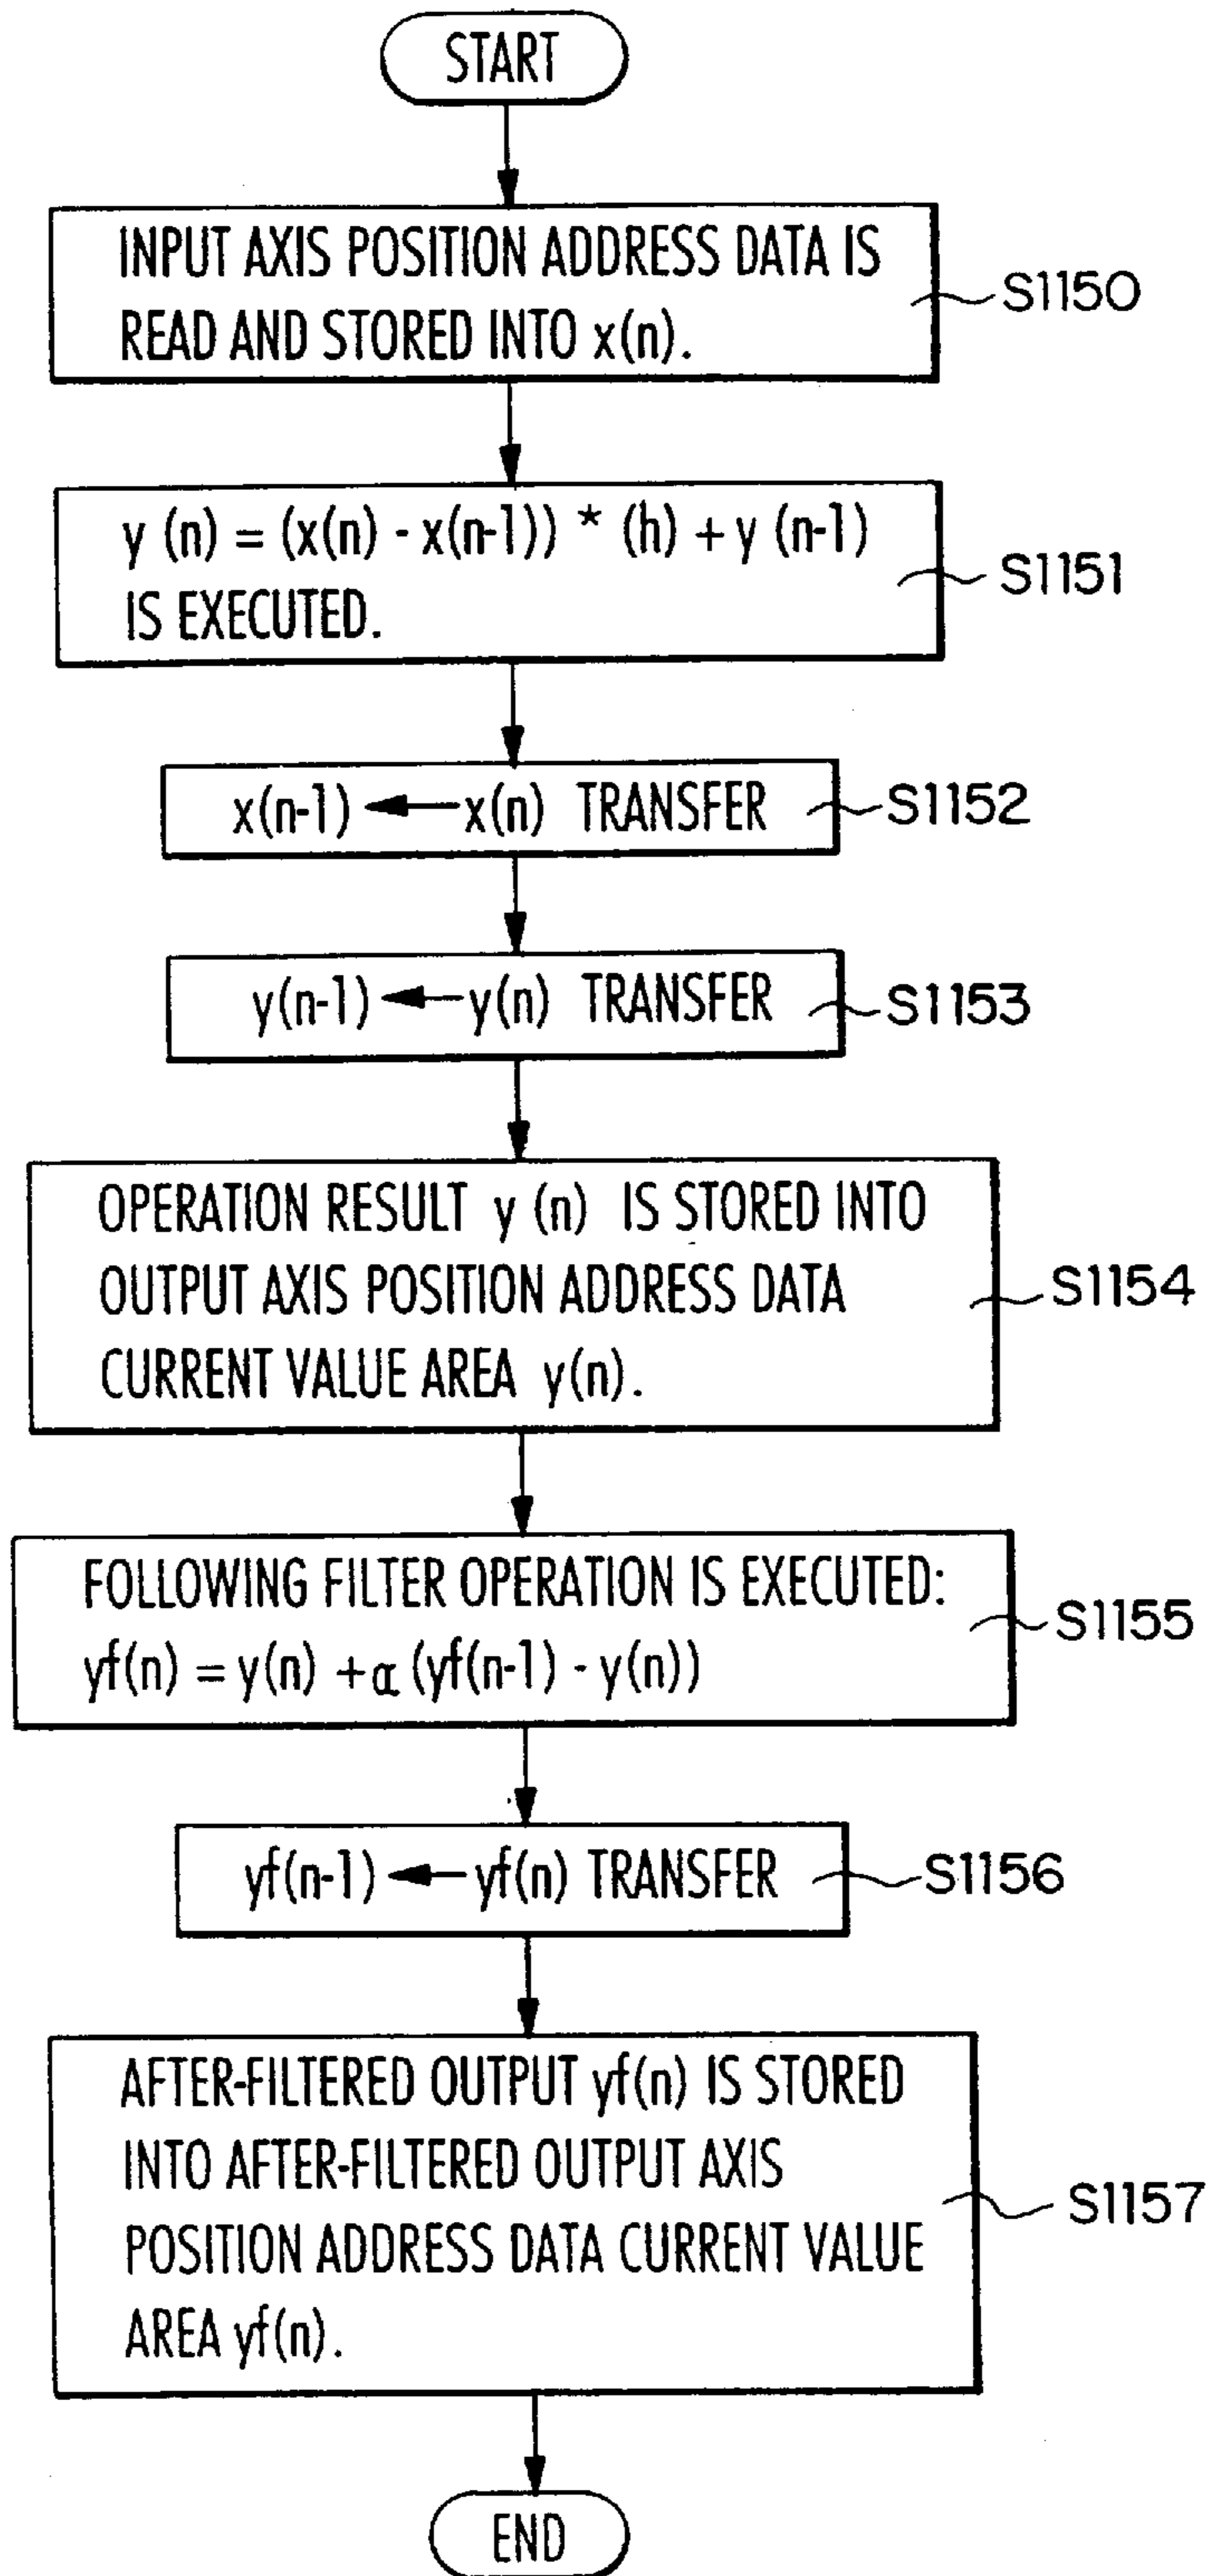 START
INPUT AXIS POSITION ADDRESS DATA IS
READ AND STORED INTO x(n).
S1150
y (n) = (x(n) - x(n-1)) * (h) + y (n-1)
IS EXECUTED.
S1151
x(n-1) ← x(n) TRANSFER
S1152
y(n-1) ← y(n) TRANSFER
S1153
OPERATION RESULT y (n) IS STORED INTO
OUTPUT AXIS POSITION ADDRESS DATA
CURRENT VALUE AREA y(n).
S1154
FOLLOWING FILTER OPERATION IS EXECUTED:
yf(n) = y(n) + α (yf(n-1) - y(n))
S1155
yf(n-1) ← yf(n) TRANSFER
S1156
AFTER-FILTERED OUTPUT yf(n) IS STORED
INTO AFTER-FILTERED OUTPUT AXIS
POSITION ADDRESS DATA CURRENT VALUE
AREA yf(n).
S1157
END